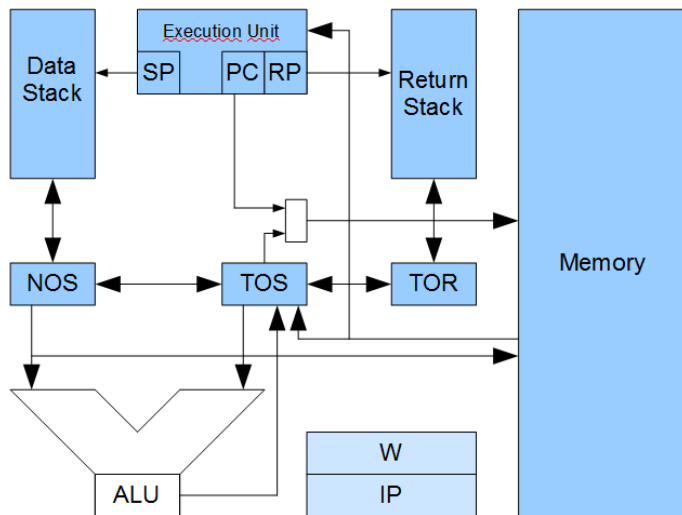 Execution Unit
Data
Stack
SP
PC
RP
Return
Stack
Memory
NOS
TOS
TOR
W
IP
ALU